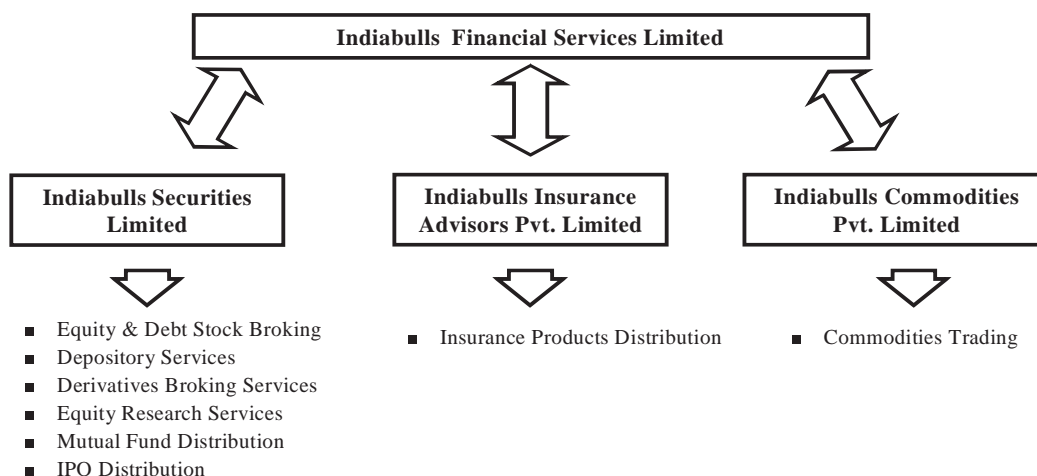 Indiabulls Financial Services Limited
Indiabulls Securities
Limited
Indiabulls Insurance
Advisors Pvt. Limited
Indiabulls Commodities
Pvt. Limited
■ Equity & Debt Stock Broking
■ Depository Services
■ Derivatives Broking Services
■ Equity Research Services
■ Mutual Fund Distribution
■ IPO Distribution
■ Insurance Products Distribution
■ Commodities Trading